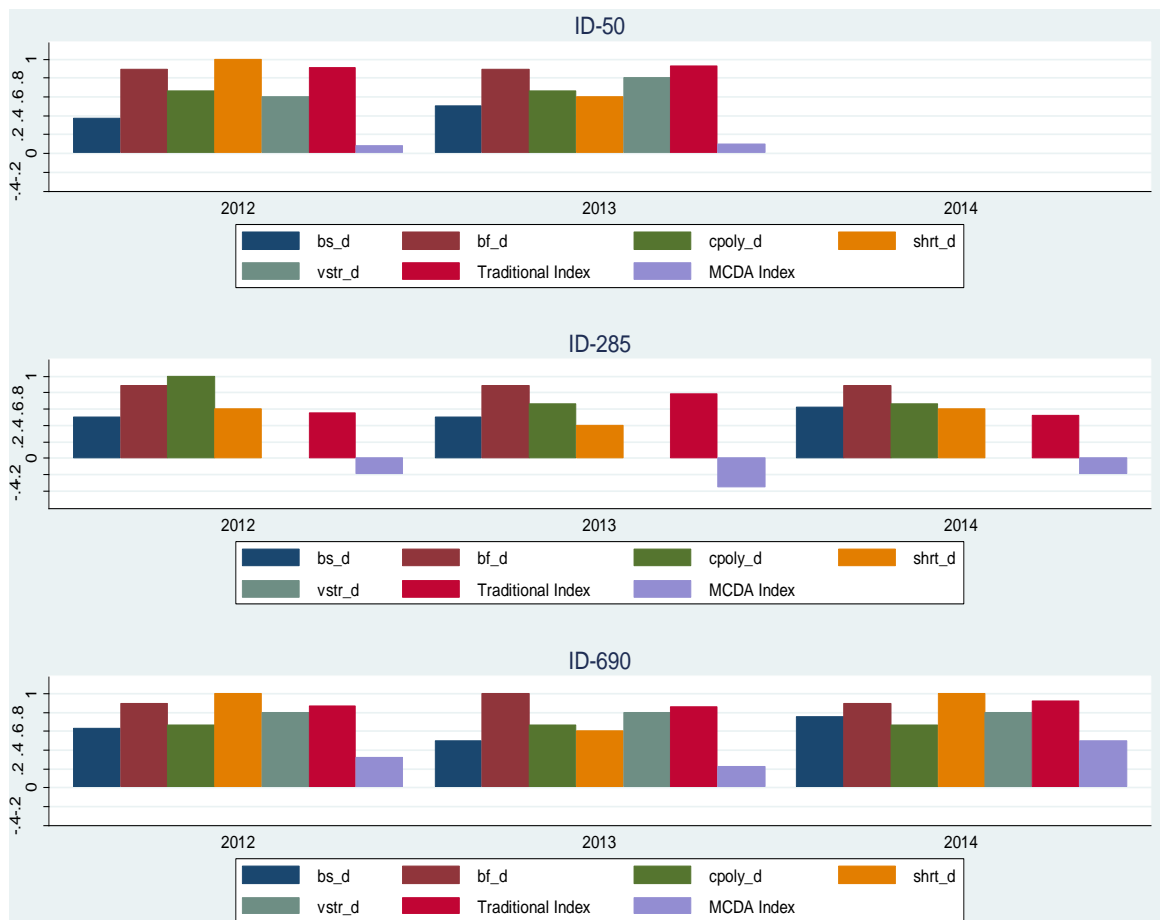 ID-50
-.4-.2 0 .2 .4 .6 .8 1
2012 2013 2014
bs_d bf_d cpoly_d shrt_d
vstr_d Traditional Index MCDA Index
ID-285
-.4-.2 0 .2 .4 .6 .8 1
2012 2013 2014
bs_d bf_d cpoly_d shrt_d
vstr_d Traditional Index MCDA Index
ID-690
-.4-.2 0 .2 .4 .6 .8 1
2012 2013 2014
bs_d bf_d cpoly_d shrt_d
vstr_d Traditional Index MCDA Index